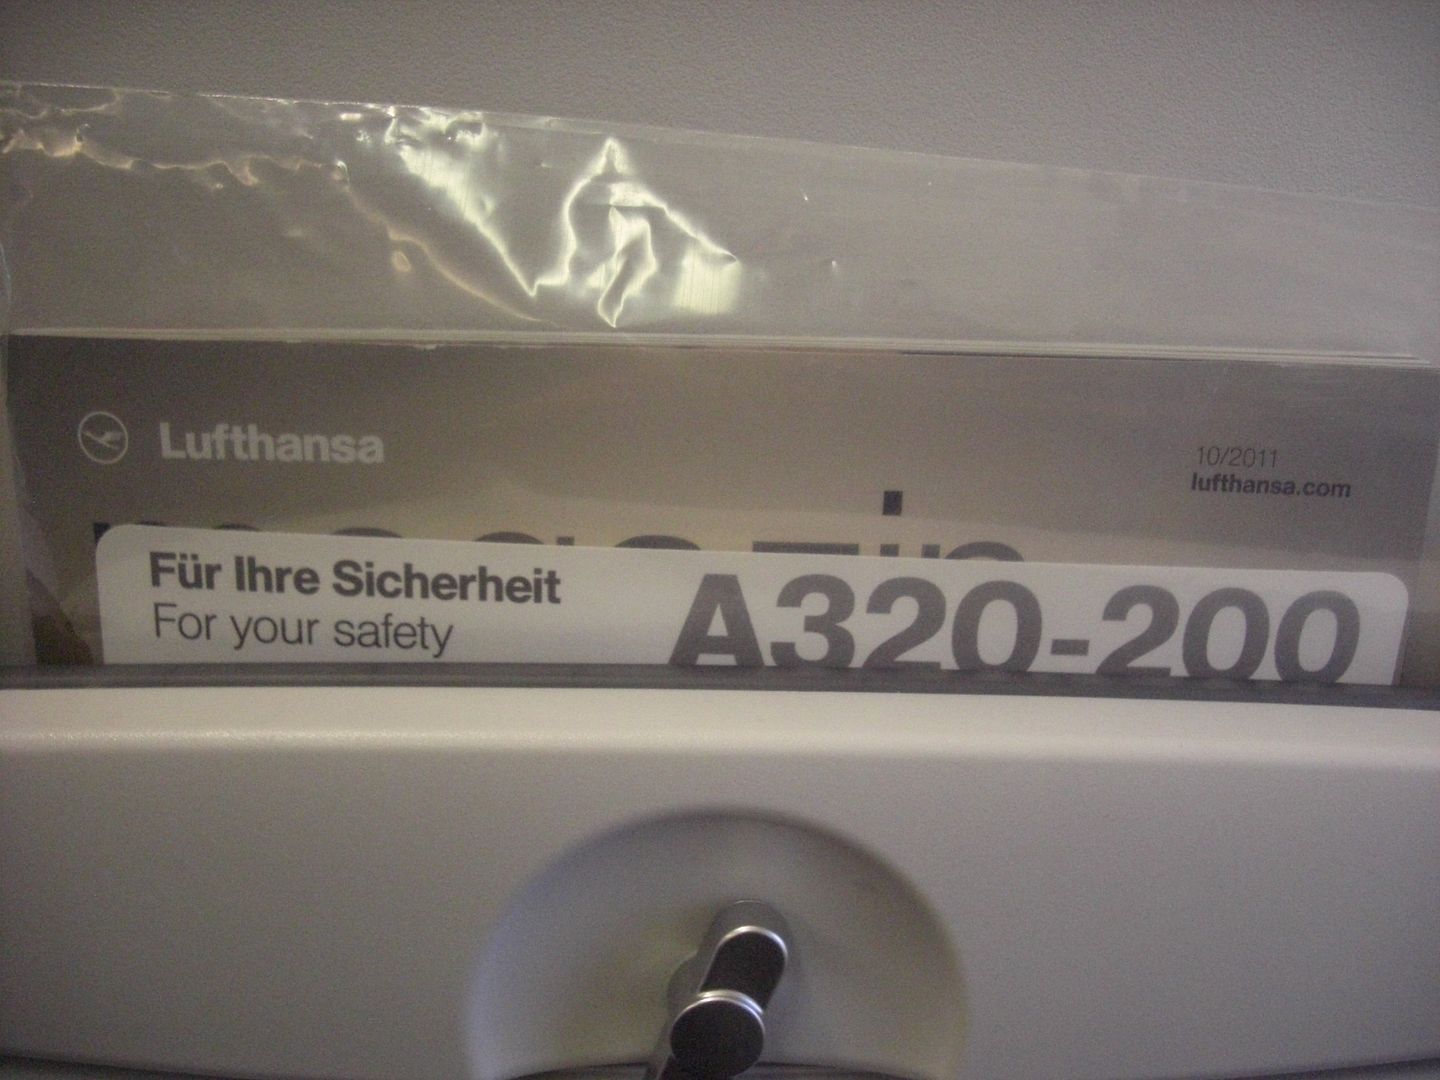 Lufthansa
10/2011
lufthansa.com
Für Ihre Sicherheit
For your safety
A320-200